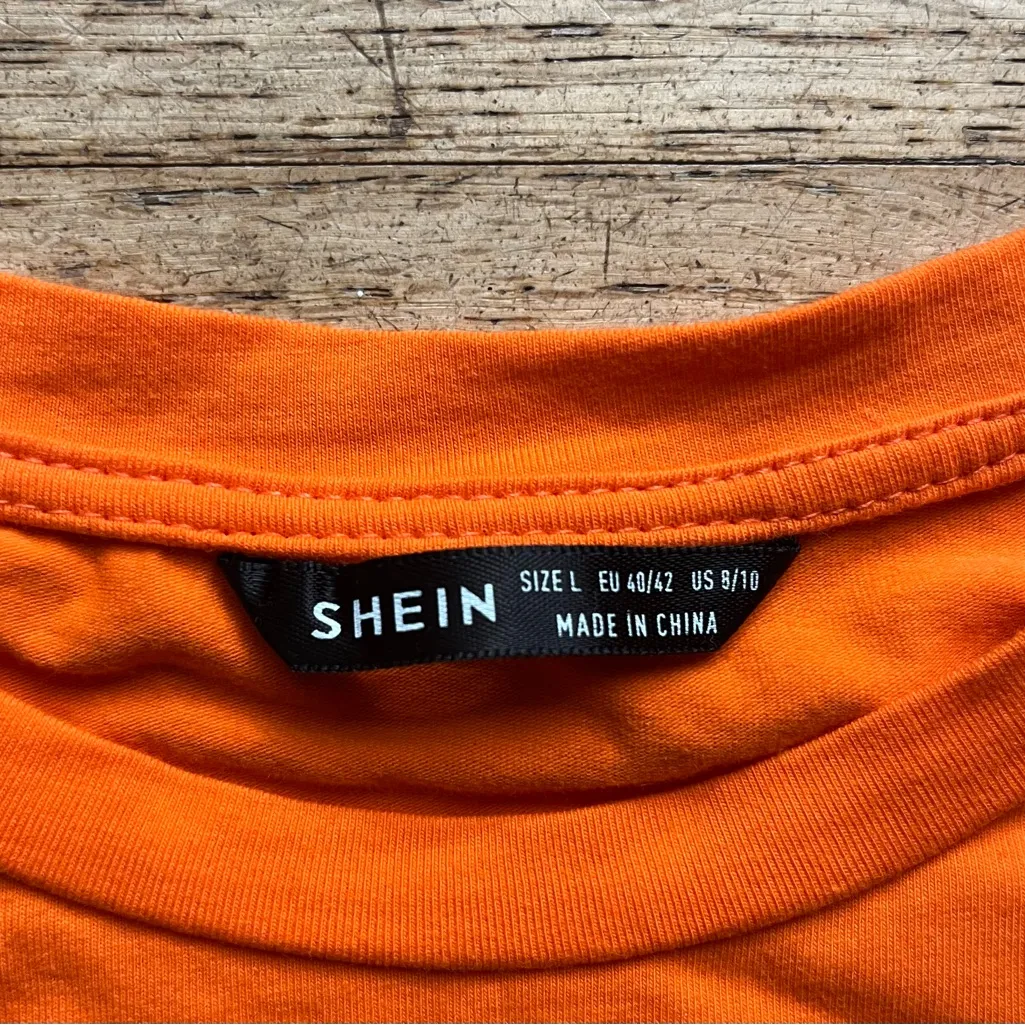 SHEIN
SIZE L EU 40/42 US 8/10
MADE IN CHINA